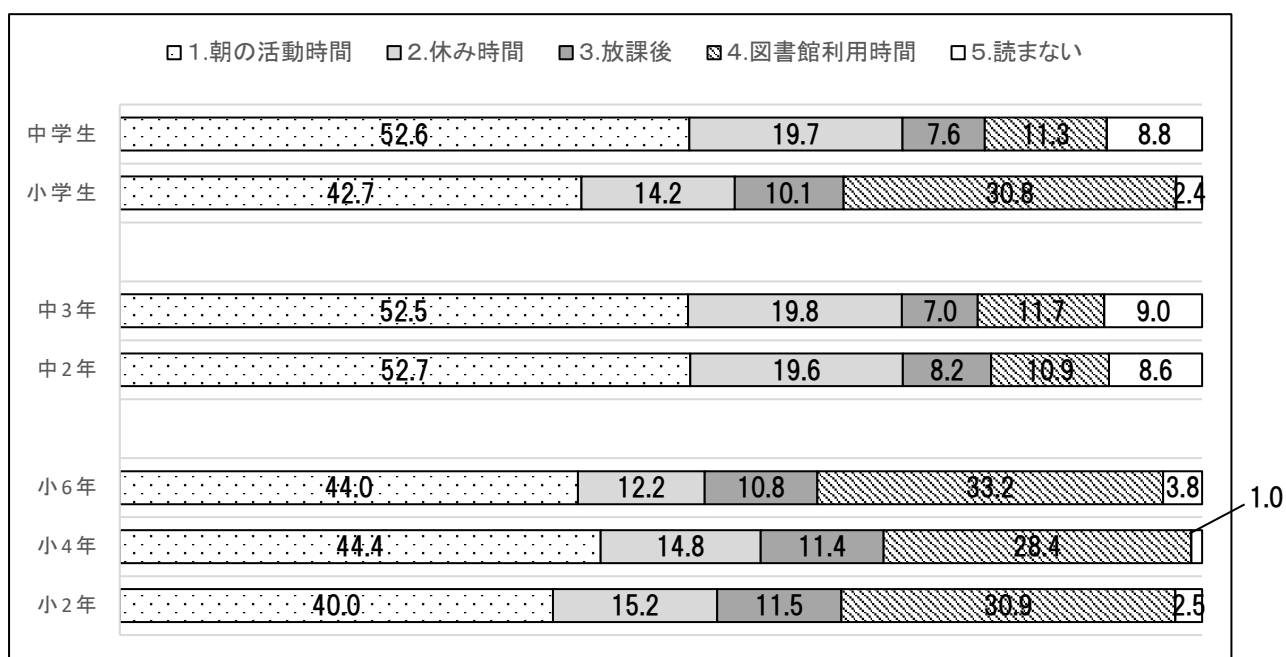 1.朝の活動時間 2.休み時間 3.放課後 4.図書館利用時間 5.読まない
中学生 52.6 19.7 7.6 11.3 8.8
小学生 42.7 14.2 10.1 30.8 2.4
中3年 52.5 19.8 7.0 11.7 9.0
中2年 52.7 19.6 8.2 10.9 8.6
小6年 44.0 12.2 10.8 33.2 3.8
1.0
小4年 44.4 14.8 11.4 28.4
小2年 40.0 15.2 11.5 30.9 2.5